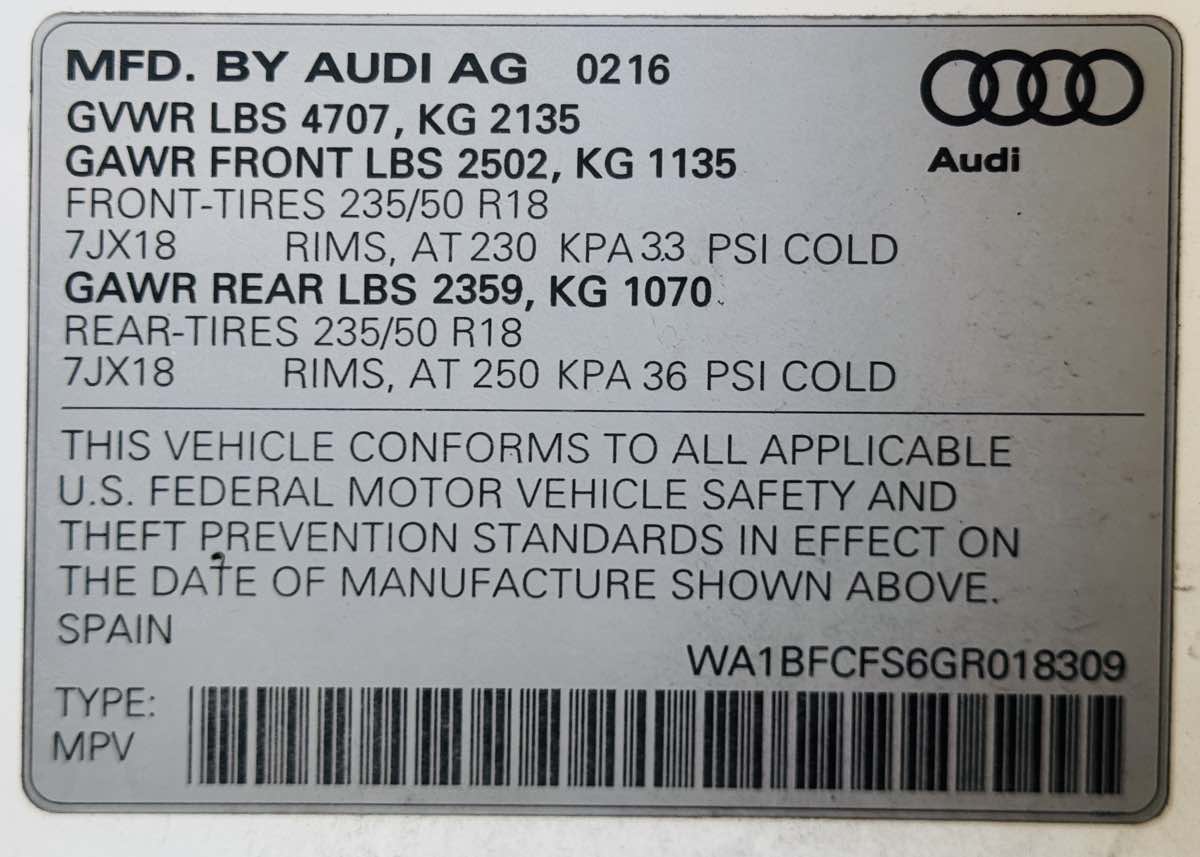 MFD. BY AUDI AG 0216
GVWR LBS 4707, KG 2135
GAWR FRONT LBS 2502, KG 1135
FRONT-TIRES 235/50 R18
7JX18 RIMS, AT 230 KPA 33 PSI COLD
GAWR REAR LBS 2359, KG 1070
REAR-TIRES 235/50 R18
7JX18 RIMS, AT 250 KPA 36 PSI COLD
Audi
THIS VEHICLE CONFORMS TO ALL APPLICABLE
U.S. FEDERAL MOTOR VEHICLE SAFETY AND
THEFT PREVENTION STANDARDS IN EFFECT ON
THE DATE OF MANUFACTURE SHOWN ABOVE.
SPAIN
WA1BFCFS6GR018309
TYPE:
MPV